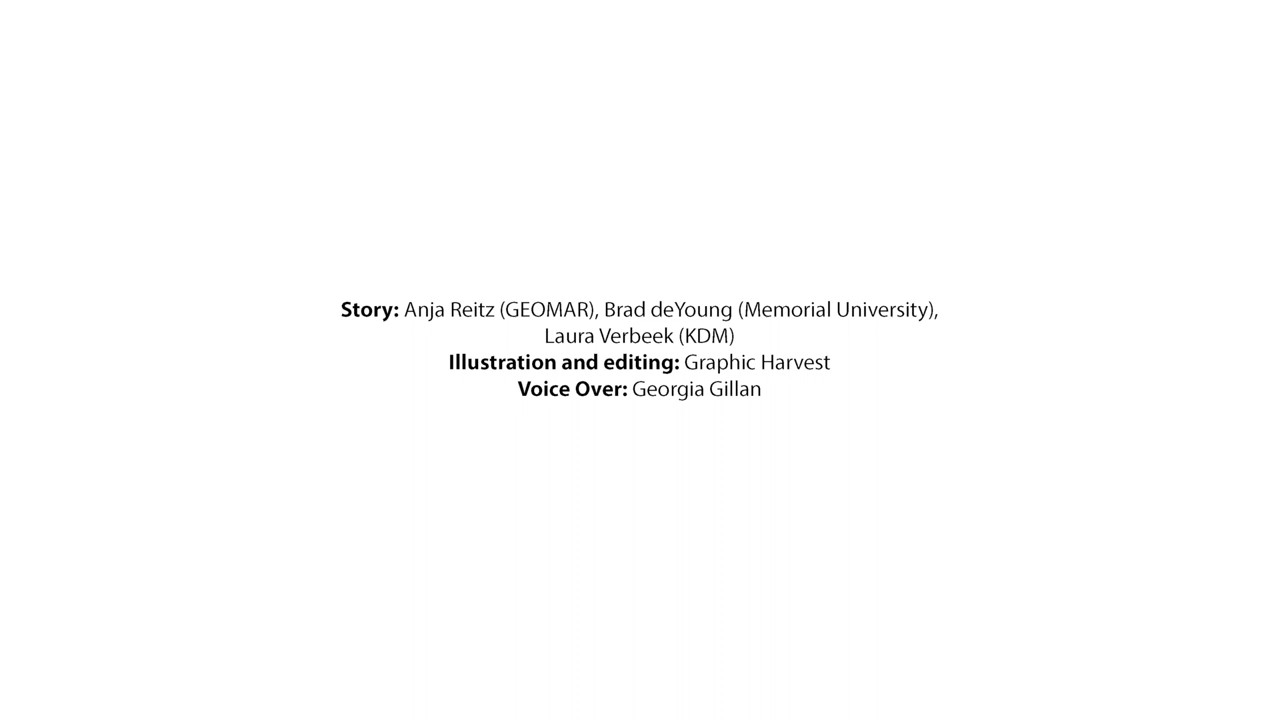 Story: Anja Reitz (GEOMAR), Brad deYoung (Memorial University),
Laura Verbeek (KDM)
Illustration and editing: Graphic Harvest
Voice Over: Georgia Gillan